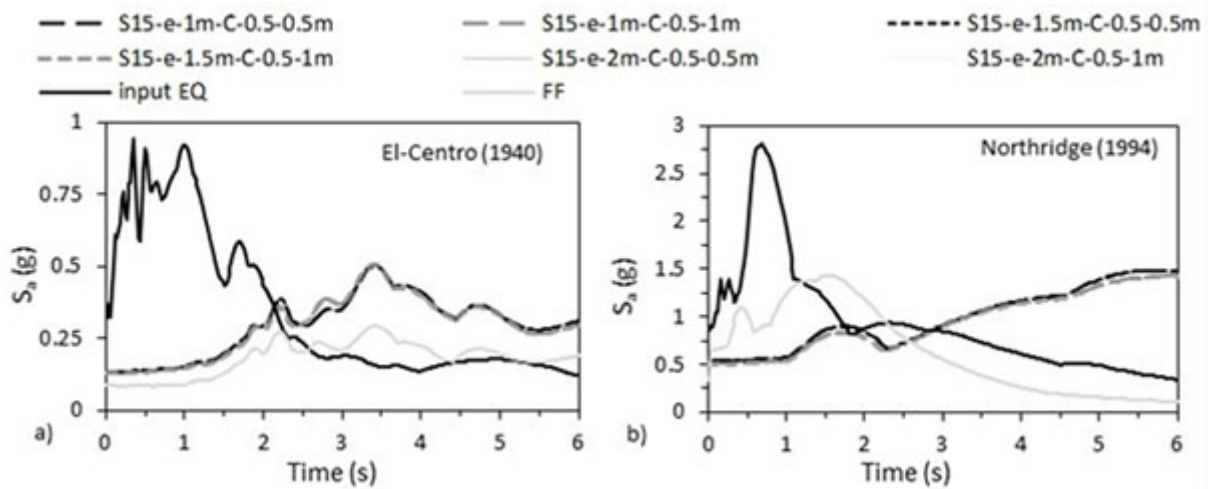 S15-e-1m-C-0.5-0.5m S15-e-1m-C-0.5-1m S15-e-1.5m-C-0.5-0.5m
S15-e-1.5m-C-0.5-1m S15-e-2m-C-0.5-0.5m S15-e-2m-C-0.5-1m
input EQ FF
El-Centro (1940)
Sa (g)
1
0.75
0.5
0.25
0
0 1 2 3 4 5 6
Time (s)
a)
Northridge (1994)
Sa (g)
3
2.5
2
1.5
1
0.5
0
0 1 2 3 4 5 6
Time (s)
b)